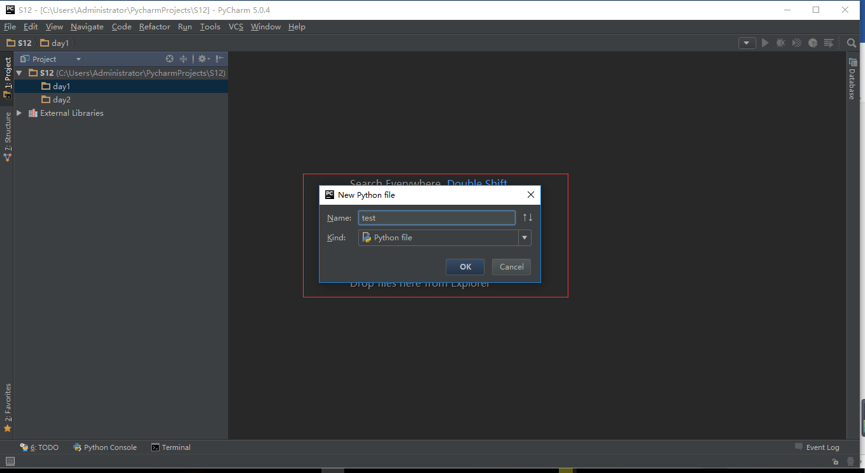 S12 - [C:\Users\Administrator\PycharmProjects\S12] - PyCharm 5.0.4
File Edit View Navigate Code Refactor Run Tools VCS Window Help
S12 day1
Project
S12 (C:\Users\Administrator\PycharmProjects\S12)
day1
day2
External Libraries
1: Project
7: Structure
2: Favorites
Database
Search Everywhere Double Shift
New Python file
Name: test
Kind: Python file
OK Cancel
Drop files here from Explorer
6: TODO Python Console Terminal Event Log